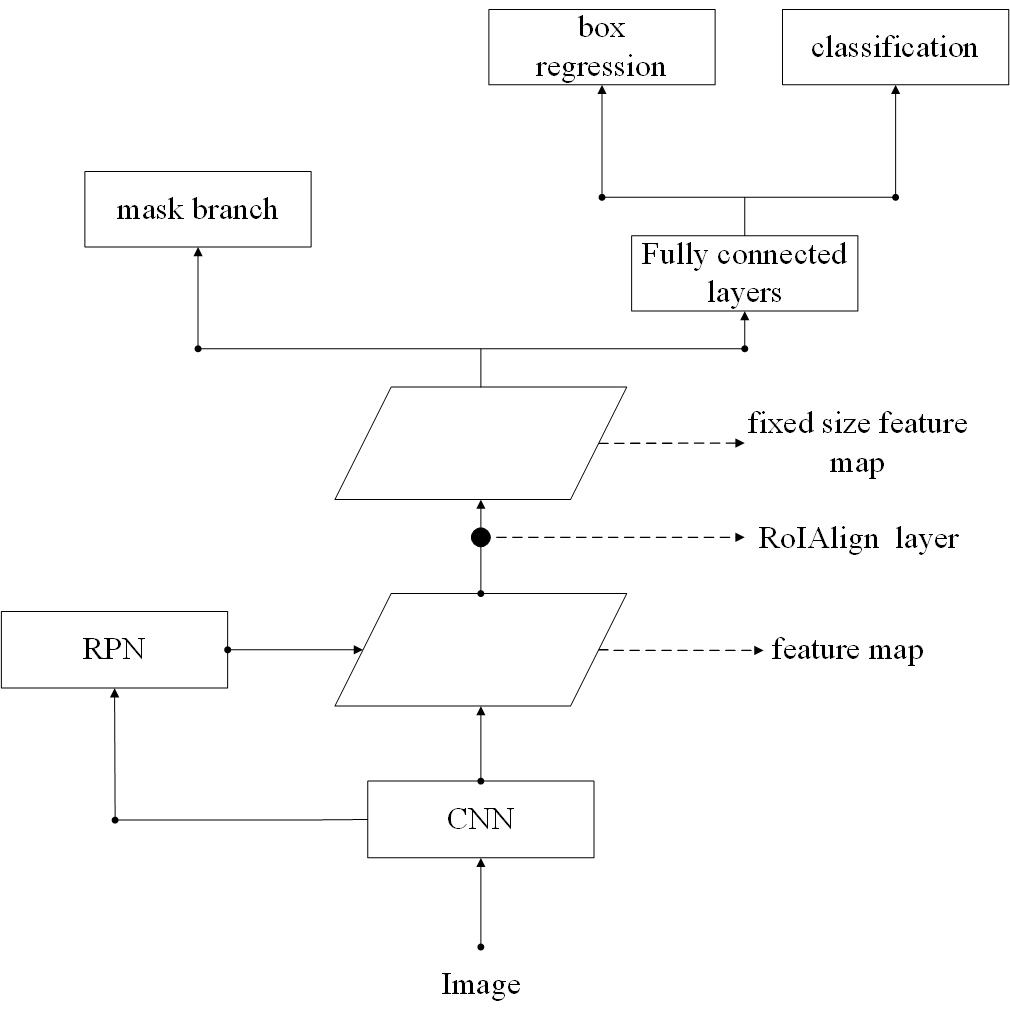 box
regression
classification
mask branch
Fully connected
layers
fixed size feature
map
RoIAlign layer
RPN
feature map
CNN
Image